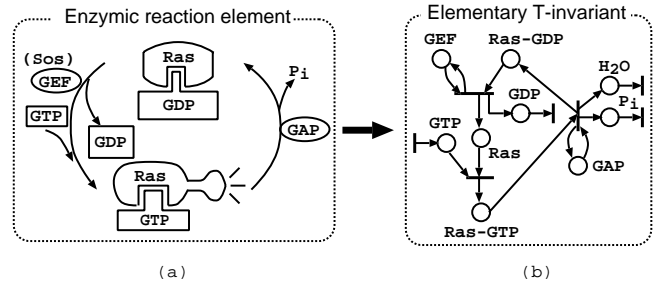 Enzymic reaction element
(Sos)
GEF
GTP
GDP
Ras
GDP
Pi
GAP
Ras
GTP
(a)
Elementary T-invariant
GEF
Ras-GDP
H2O
GDP
Pi
GTP
Ras
GAP
Ras-GTP
(b)